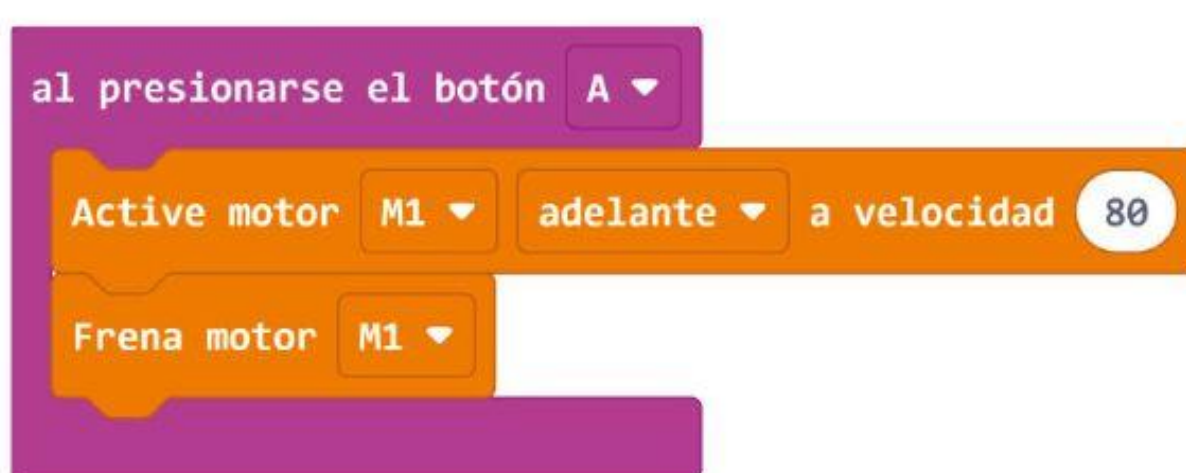 al presionarse el botón A
Active motor M1 adelante a velocidad 80
Frena motor M1